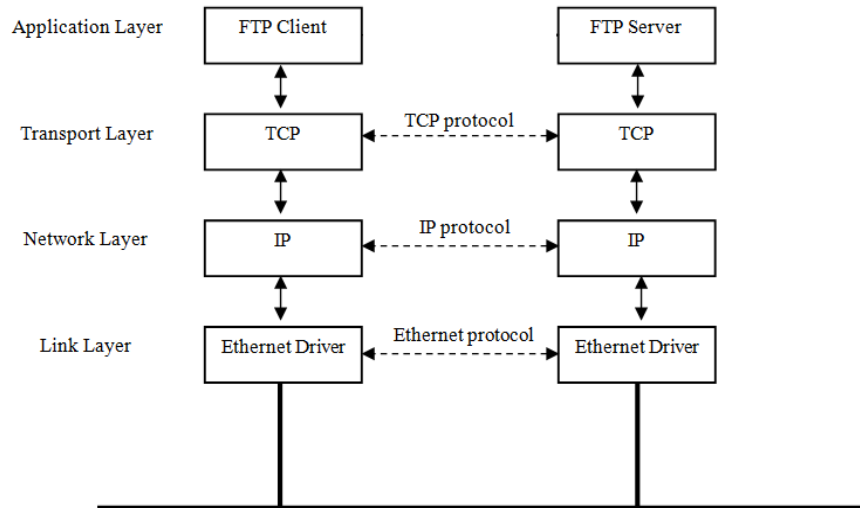 Application Layer
FTP Client
FTP Server
Transport Layer
TCP
TCP protocol
TCP
Network Layer
IP
IP protocol
IP
Link Layer
Ethernet Driver
Ethernet protocol
Ethernet Driver